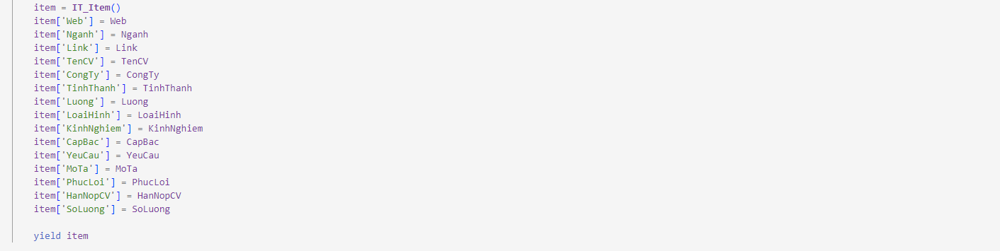 item = IT_Item()
item['Web'] = Web
item['Nganh'] = Nganh
item['Link'] = Link
item['TenCV'] = TenCV
item['CongTy'] = CongTy
item['TinhThanh'] = TinhThanh
item['Luong'] = Luong
item['LoaiHinh'] = LoaiHinh
item['KinhNghiem'] = KinhNghiem
item['CapBac'] = CapBac
item['YeuCau'] = YeuCau
item['MoTa'] = MoTa
item['PhucLoi'] = PhucLoi
item['HanNopCV'] = HanNopCV
item['SoLuong'] = SoLuong
yield item